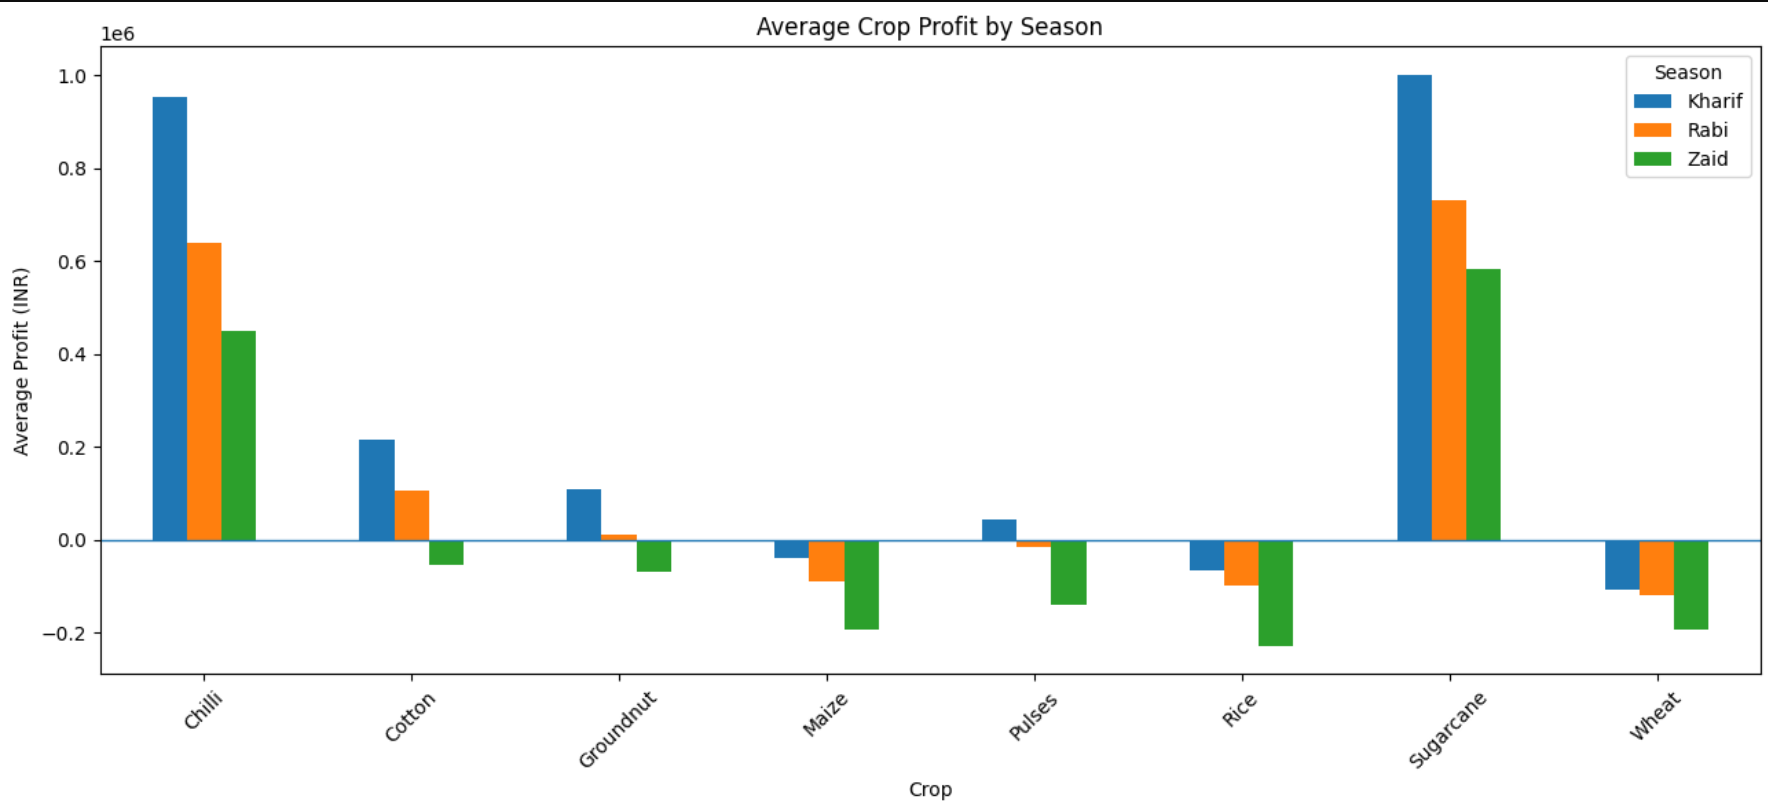 Average Crop Profit by Season
1e6
1.0
0.8
0.6
0.4
0.2
0.0
−0.2
Average Profit (INR)
Season
Kharif
Rabi
Zaid
Chilli
Cotton
Groundnut
Maize
Pulses
Rice
Sugarcane
Wheat
Crop